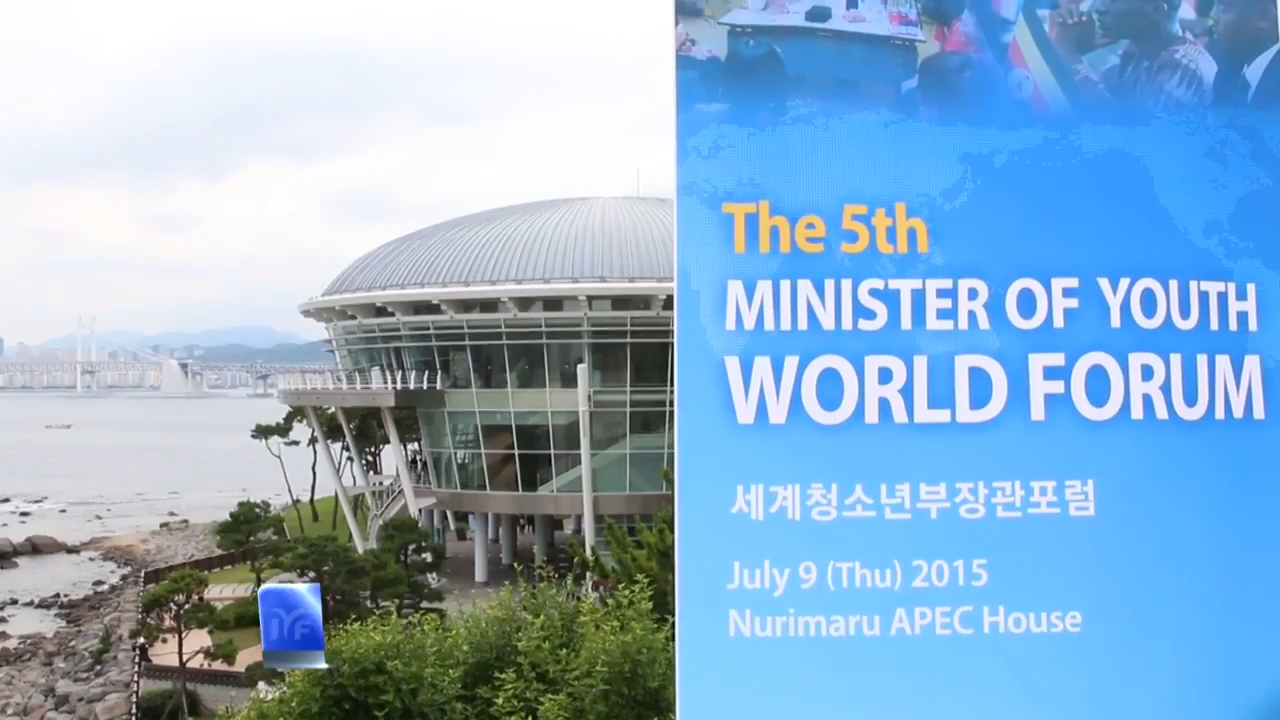 The 5th
MINISTER OF YOUTH
WORLD FORUM
세계청소년부장관포럼
July 9 (Thu) 2015
Nurimaru APEC House
IYF